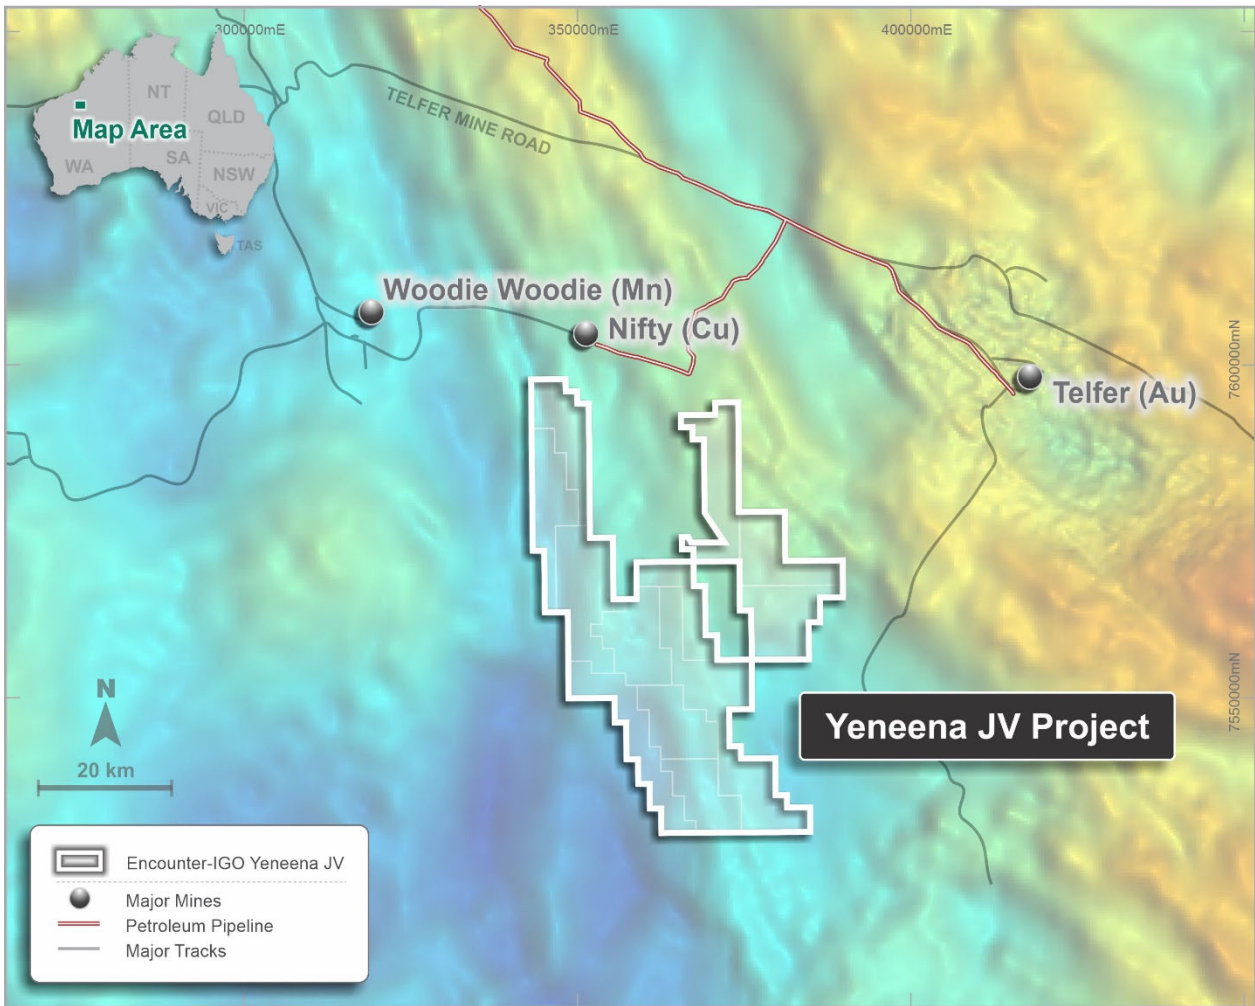 300000mE
350000mE
400000mE
NT
QLD
Map Area
WA
SA
NSW
VIC
TAS
TELFER MINE ROAD
Woodie Woodie (Mn)
Nifty (Cu)
Telfer (Au)
7600000mN
7550000mN
N
20 km
Yeneena JV Project
Encounter-IGO Yeneena JV
Major Mines
Petroleum Pipeline
Major Tracks